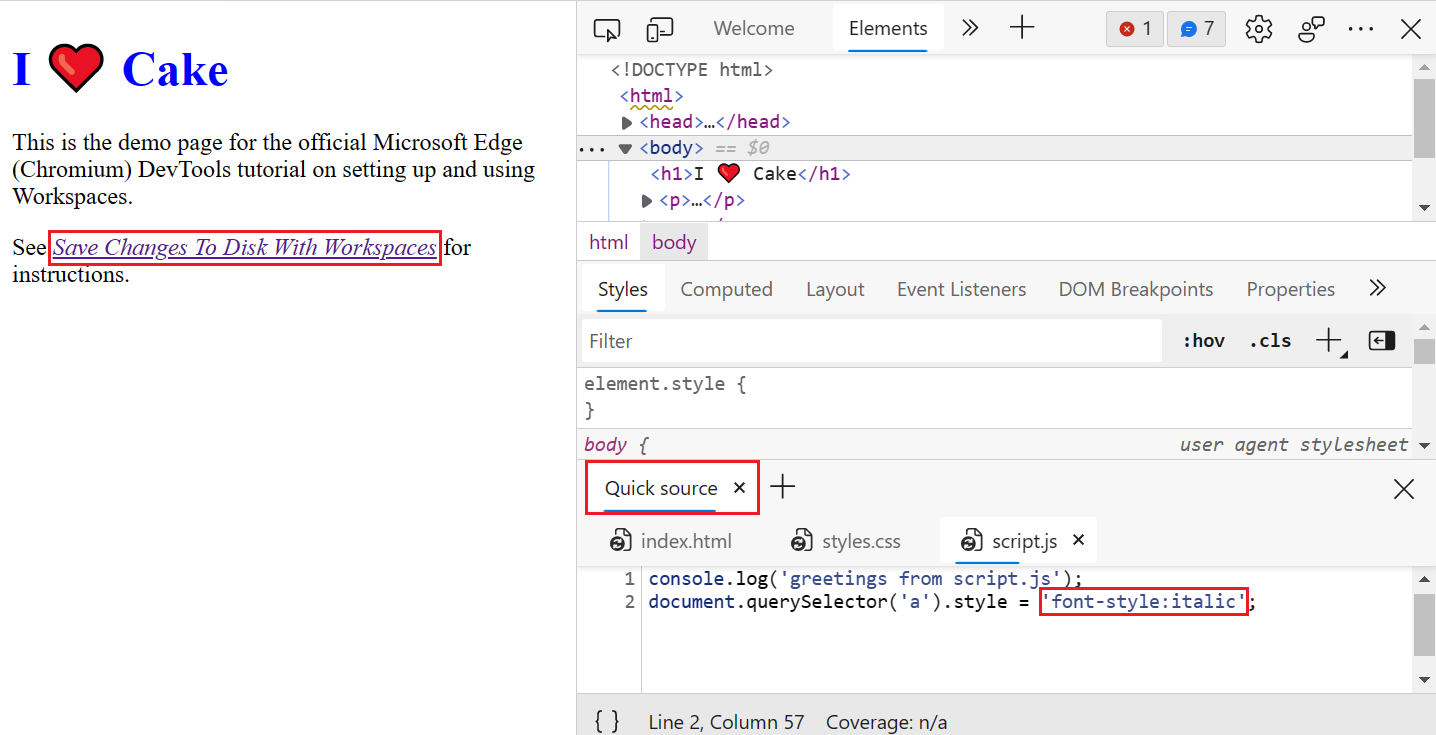 I ❤️ Cake
This is the demo page for the official Microsoft Edge
(Chromium) DevTools tutorial on setting up and using
Workspaces.
See Save Changes To Disk With Workspaces for
instructions.
Welcome Elements 1 7
<!DOCTYPE html>
<html>
<head>…</head>
<body> == $0
<h1>I ❤️ Cake</h1>
<p>…</p>
html body
Styles Computed Layout Event Listeners DOM Breakpoints Properties
Filter :hov .cls
element.style {
}
body { user agent stylesheet
Quick source
index.html styles.css script.js
1 console.log('greetings from script.js');
2 document.querySelector('a').style = 'font-style:italic';
{ } Line 2, Column 57 Coverage: n/a